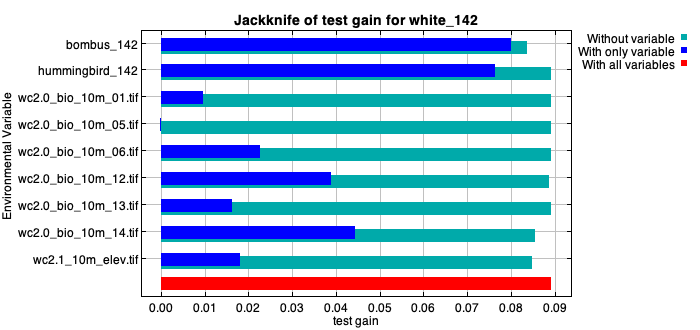 Jackknife of test gain for white_142
Without variable
With only variable
With all variables
Environmental Variable
bombus_142
hummingbird_142
wc2.0_bio_10m_01.tif
wc2.0_bio_10m_05.tif
wc2.0_bio_10m_06.tif
wc2.0_bio_10m_12.tif
wc2.0_bio_10m_13.tif
wc2.0_bio_10m_14.tif
wc2.1_10m_elev.tif
0.00 0.01 0.02 0.03 0.04 0.05 0.06 0.07 0.08 0.09
test gain